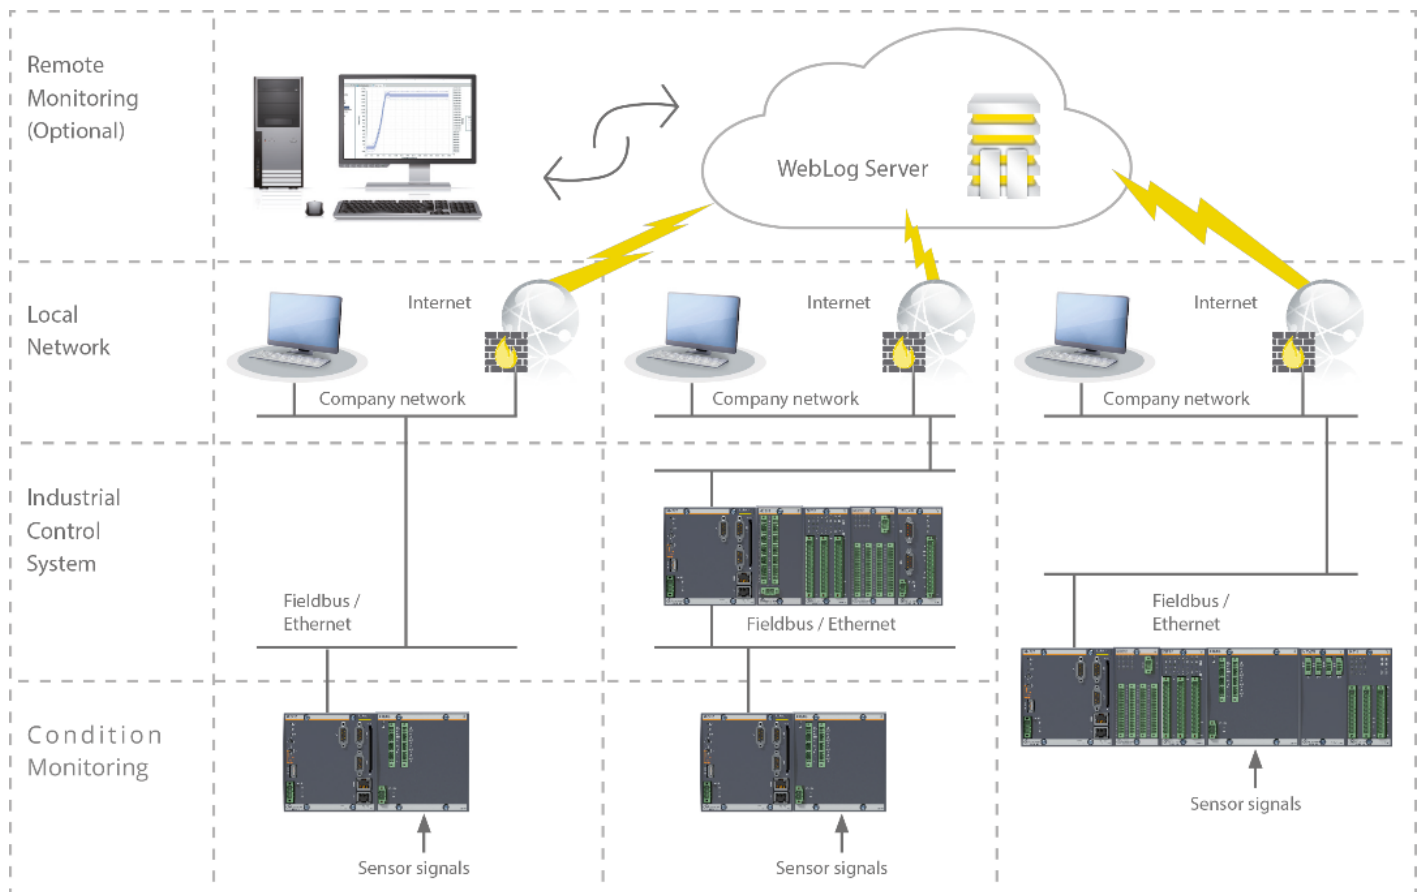 Remote
Monitoring
(Optional)
WebLog Server
Local
Network
Internet
Company network
Internet
Company network
Internet
Company network
Industrial
Control
System
Fieldbus /
Ethernet
Fieldbus / Ethernet
Fieldbus /
Ethernet
Condition
Monitoring
Sensor signals
Sensor signals
Sensor signals